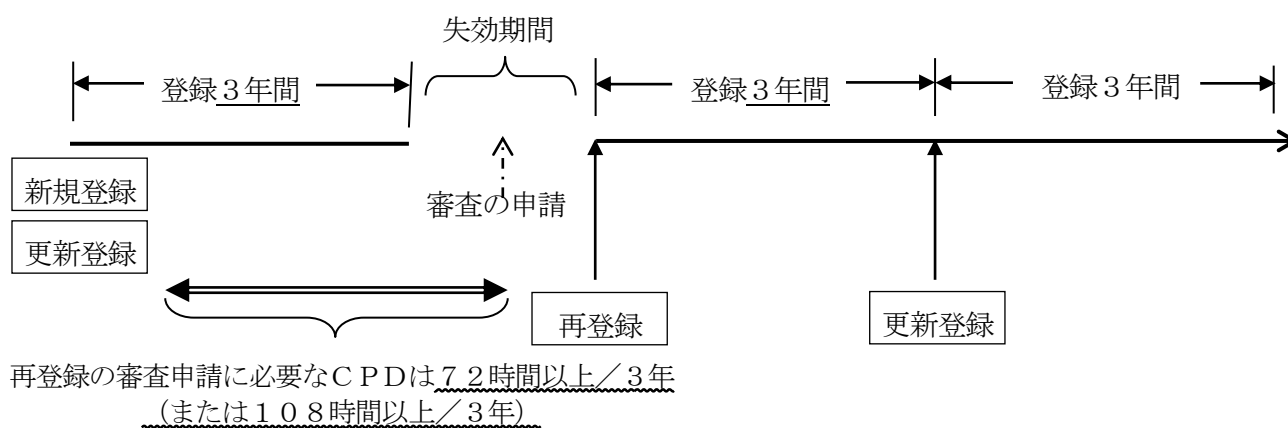 失効期間
登録３年間
登録３年間
登録３年間
新規登録
審査の申請
更新登録
再登録
更新登録
再登録の審査申請に必要なＣＰＤは７２時間以上／３年
（または１０８時間以上／３年）